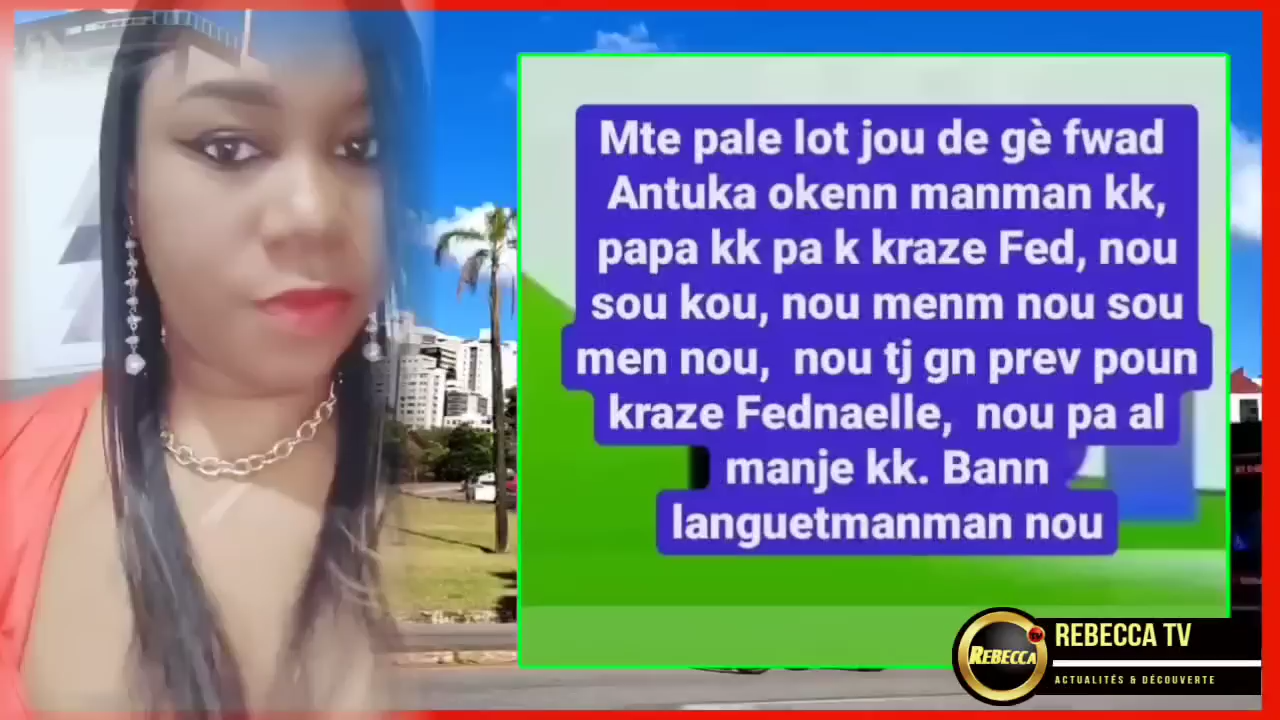 Mte pale lot jou de gè fwad
Antuka okenn manman kk,
papa kk pa k kraze Fed, nou
sou kou, nou menm nou sou
men nou, nou tj gn prev poun
kraze Fednaelle, nou pa al
manje kk. Bann
languetmanman nou
REBECCA TV
REBECCA TV
ACTUALITÉS & DÉCOUVERTE